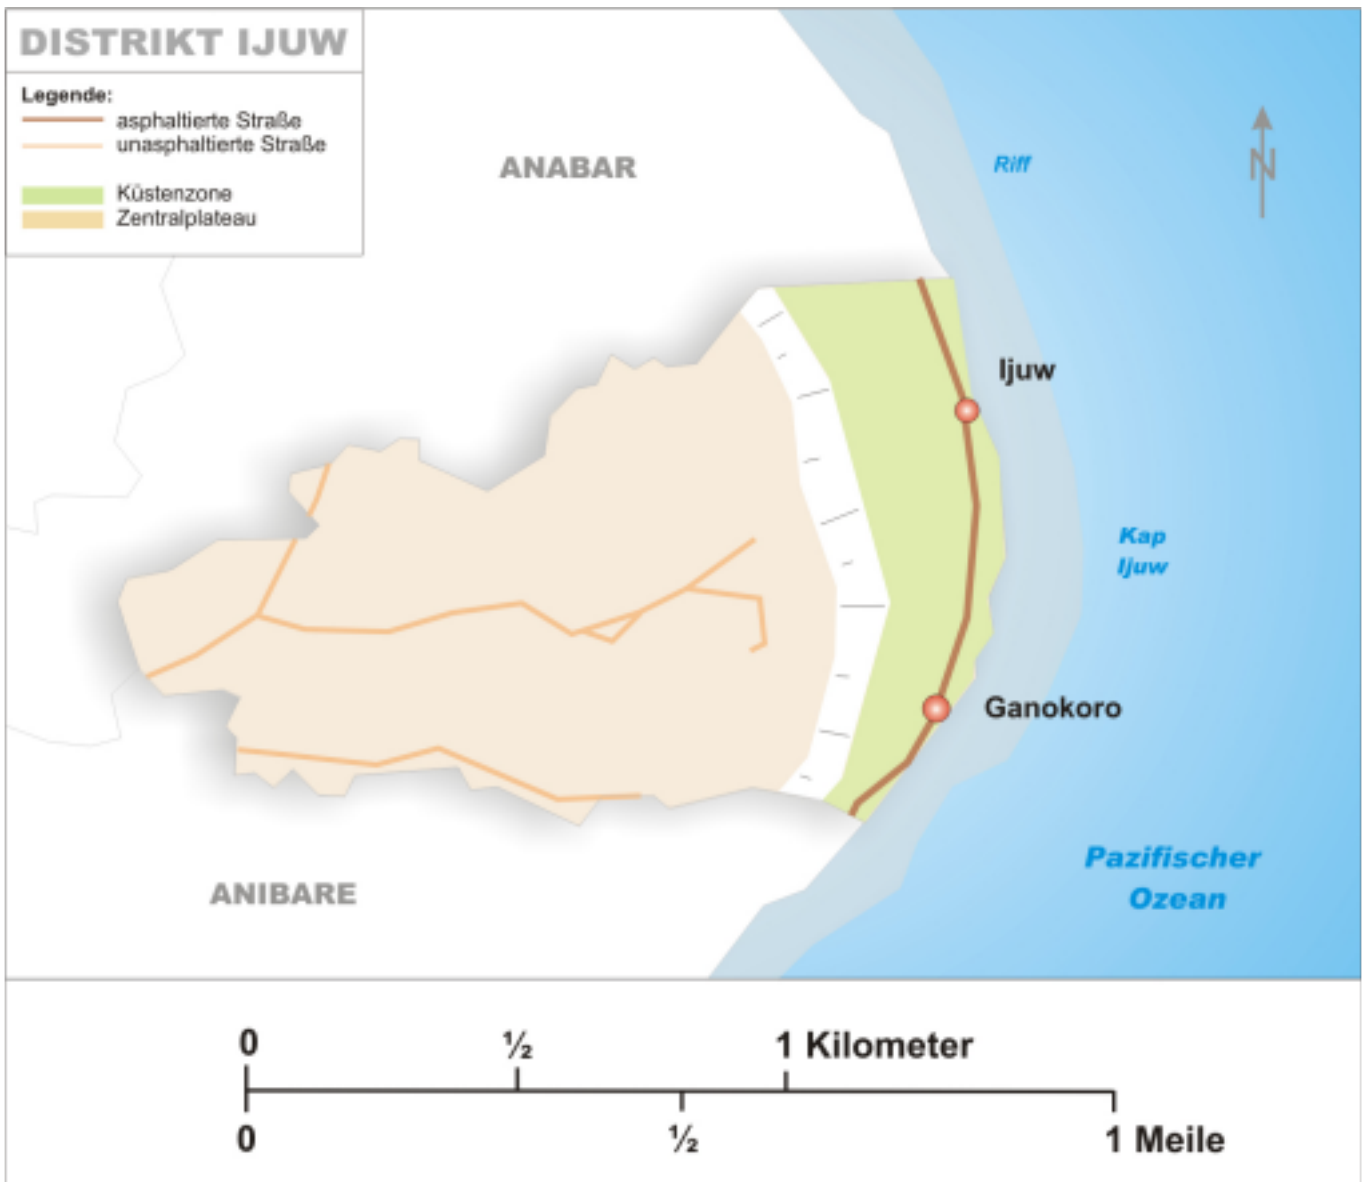 DISTRIKT IJUW
Legende:
asphaltierte Straße
unasphaltierte Straße
Küstenzone
Zentralplateau
ANABAR
Riff
N
Ijuw
Kap
Ijuw
Ganokoro
Pazifischer
Ozean
ANIBARE
0 ½ 1 Kilometer
0 ½ 1 Meile